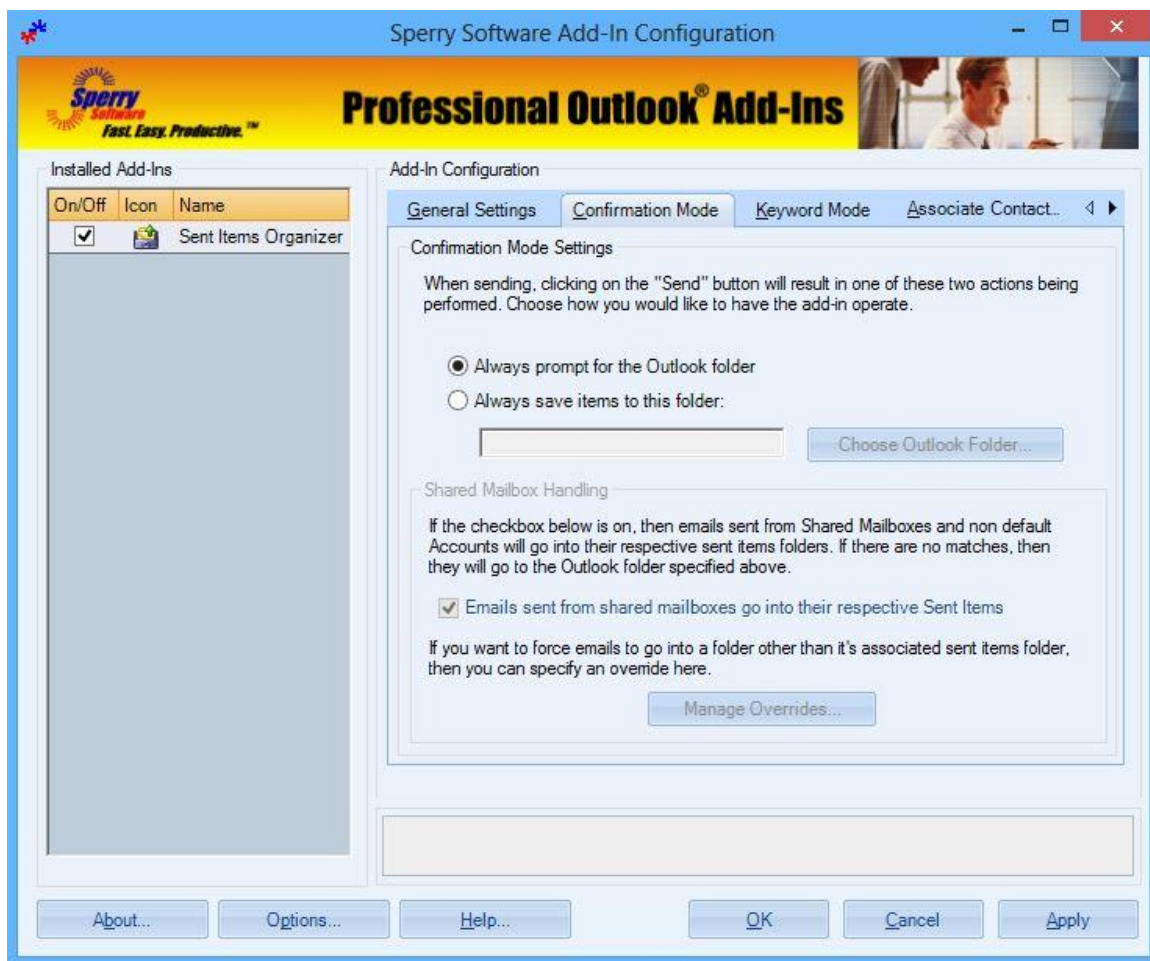 Sperry Software Add-In Configuration
Sperry
Software
Fast. Easy. Productive.™
Professional Outlook® Add-Ins
Installed Add-Ins
On/Off Icon Name
Sent Items Organizer
Add-In Configuration
General Settings Confirmation Mode Keyword Mode Associate Contact..
Confirmation Mode Settings
When sending, clicking on the "Send" button will result in one of these two actions being
performed. Choose how you would like to have the add-in operate.
Always prompt for the Outlook folder
Always save items to this folder:
Choose Outlook Folder...
Shared Mailbox Handling
If the checkbox below is on, then emails sent from Shared Mailboxes and non default
Accounts will go into their respective sent items folders. If there are no matches, then
they will go to the Outlook folder specified above.
Emails sent from shared mailboxes go into their respective Sent Items
If you want to force emails to go into a folder other than it's associated sent items folder,
then you can specify an override here.
Manage Overrides...
About... Options... Help... OK Cancel Apply